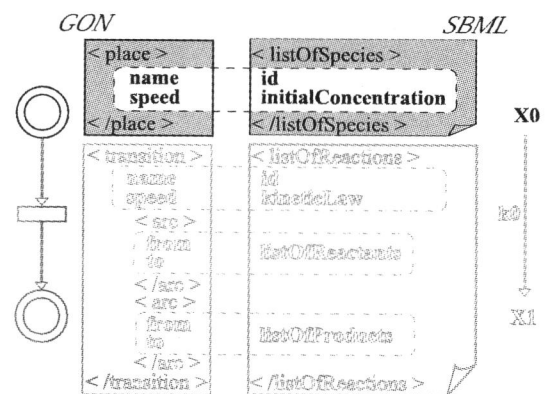 GON SBML
< place > < listOfSpecies >
name id
speed initialConcentration
< /place > < /listOfSpecies > X0
< transition > < listOfReactions >
name id
speed kineticLaw k0
< arc >
from listOfReactants
to
< /arc >
< arc > X1
from listOfProducts
to
< /arc >
< /transition > < /listOfReactions >